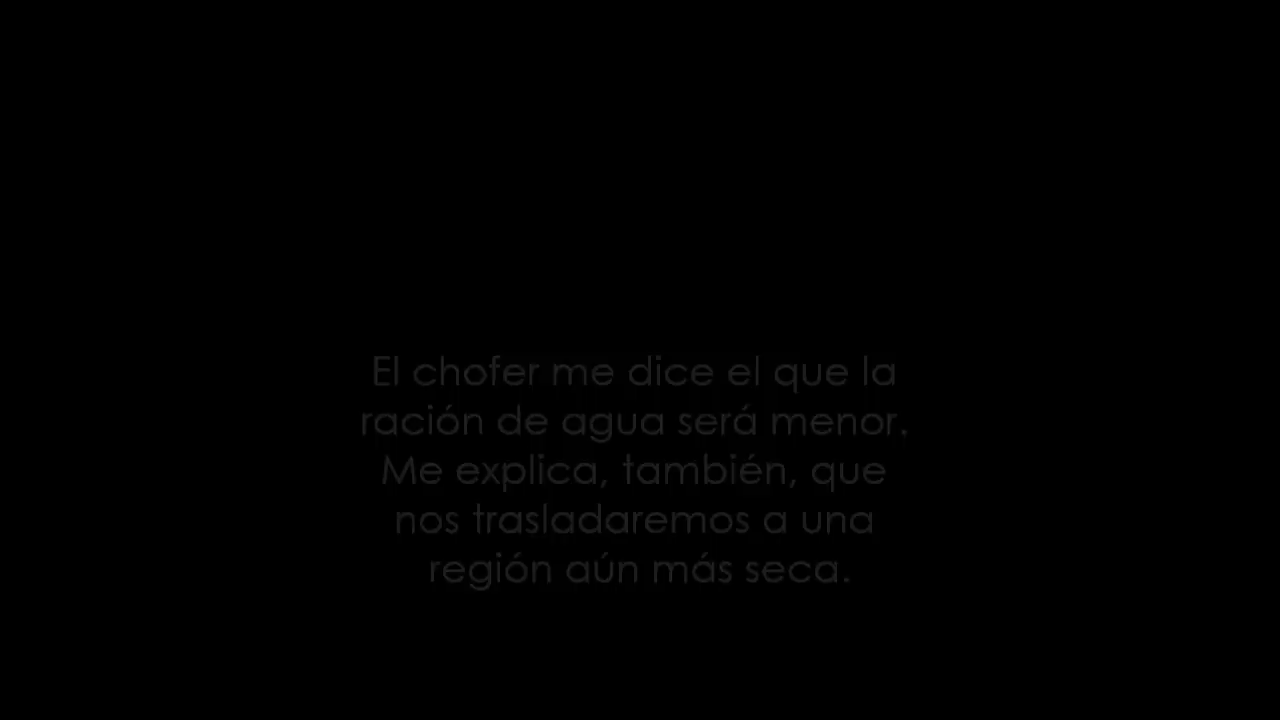 El chofer me dice el que la
ración de agua será menor.
Me explica, también, que
nos trasladaremos a una
región aún más seca.